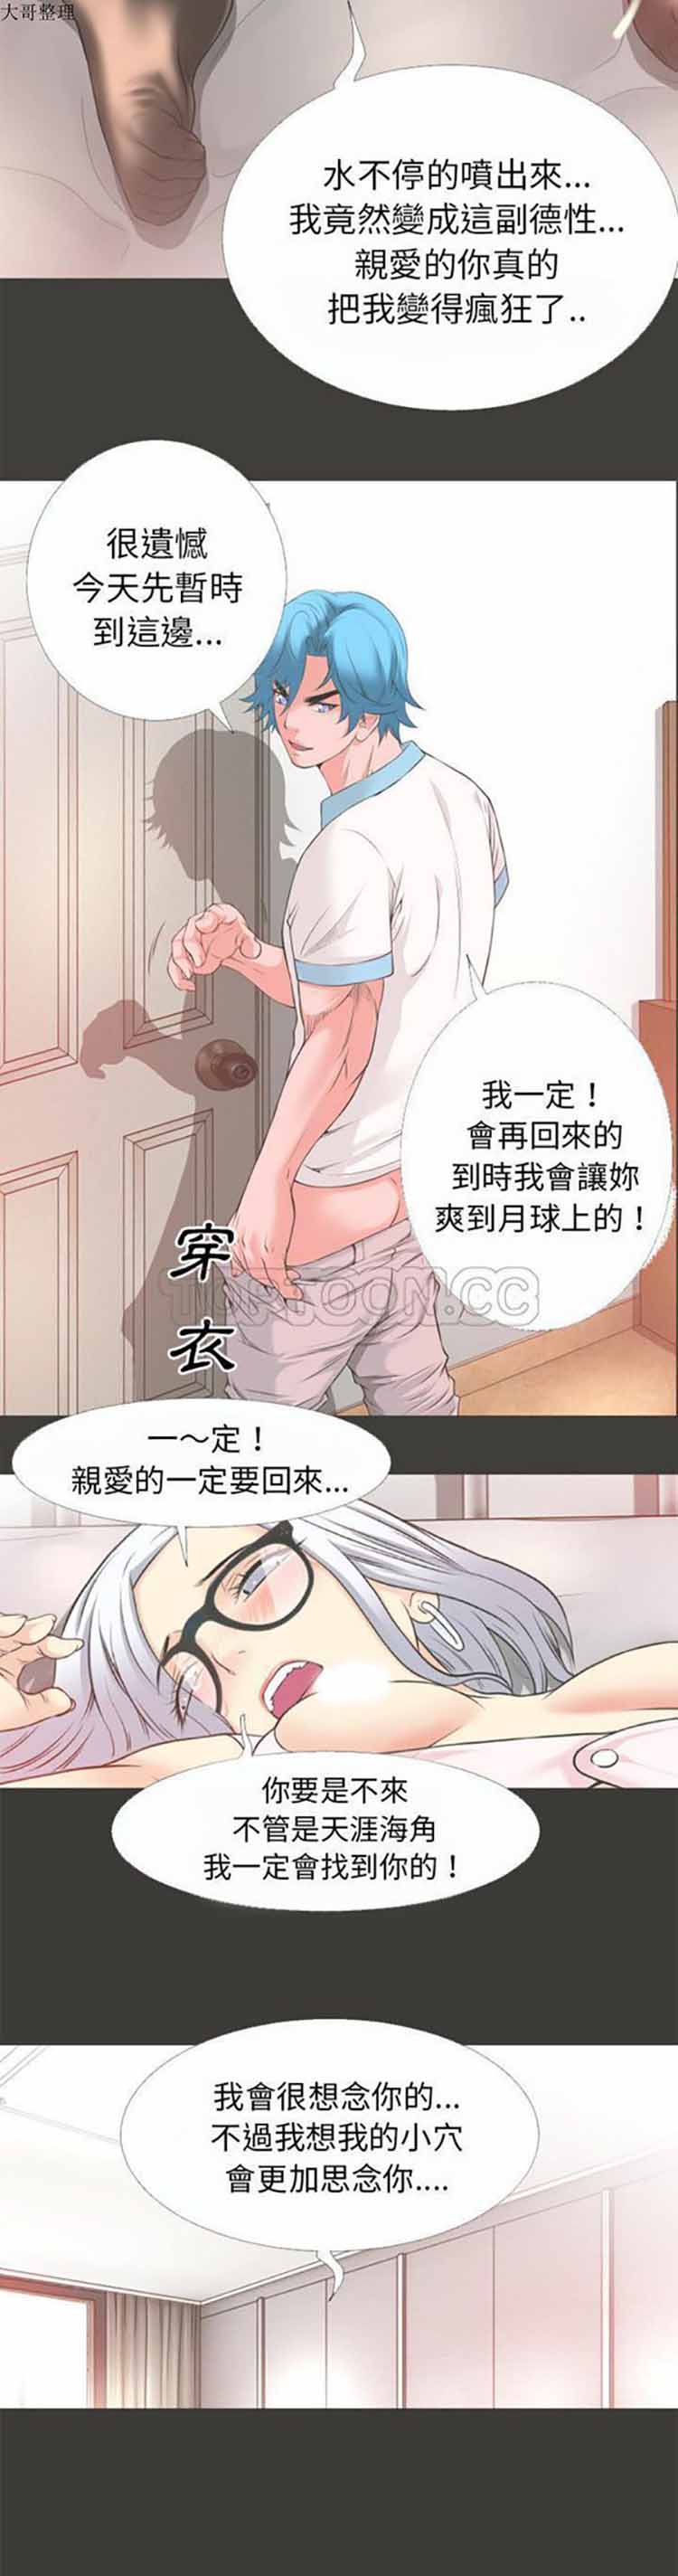 大哥整理
水不停的噴出來...
我竟然變成這副德性...
親愛的你真的
把我變得瘋狂了..
很遺憾
今天先暫時
到這邊...
我一定！
會再回來的
到時我會讓妳
爽到月球上的！
穿
衣
TOPTOON.CC
一～定！
親愛的一定要回來...
你要是不來
不管是天涯海角
我一定會找到你的！
我會很想念你的...
不過我想我的小穴
會更加思念你....